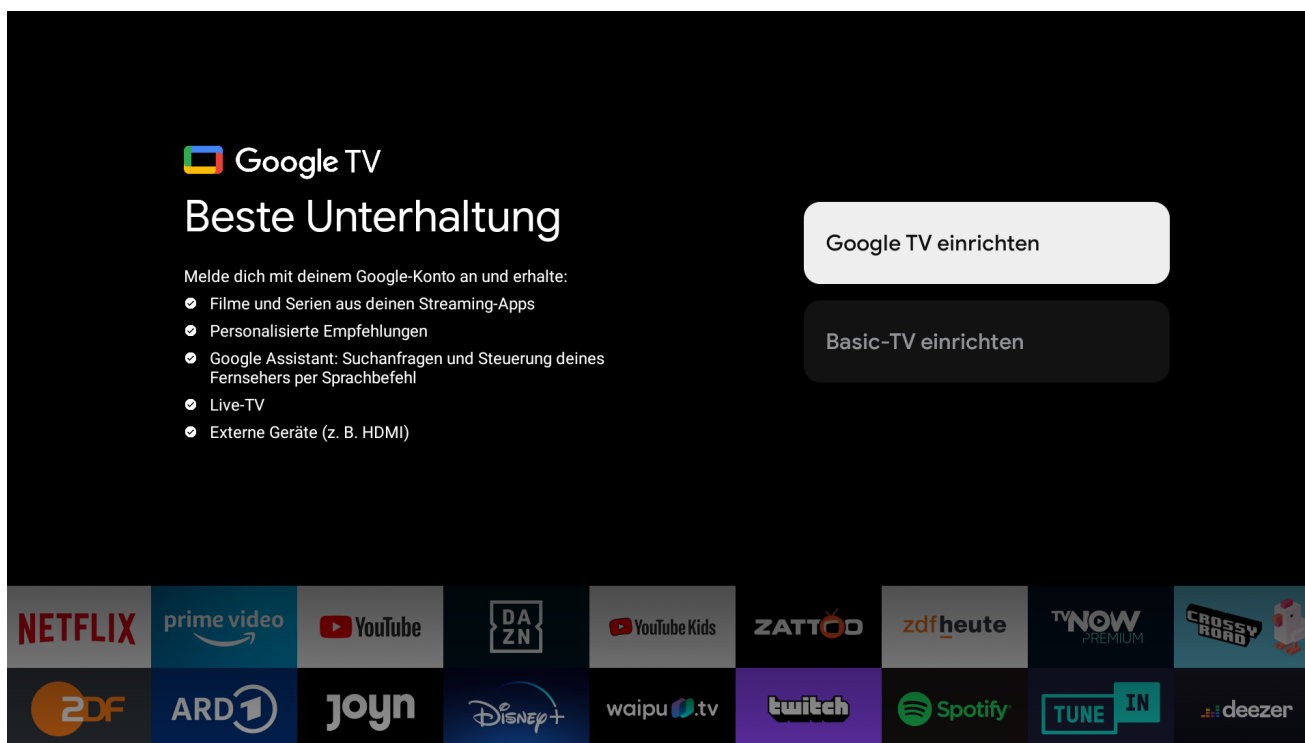 Google TV
Beste Unterhaltung
Melde dich mit deinem Google-Konto an und erhalte:
Filme und Serien aus deinen Streaming-Apps
Personalisierte Empfehlungen
Google Assistant: Suchanfragen und Steuerung deines
Fernsehers per Sprachbefehl
Live-TV
Externe Geräte (z. B. HDMI)
Google TV einrichten
Basic-TV einrichten
NETFLIX
prime video
YouTube
DA
ZN
YouTube Kids
ZATTOO
zdfheute
TVNOW
PREMIUM
CROSSY
ROAD
ZDF
ARD 1
joyn
Disney+
waipu.tv
twitch
Spotify
TUNE IN
deezer